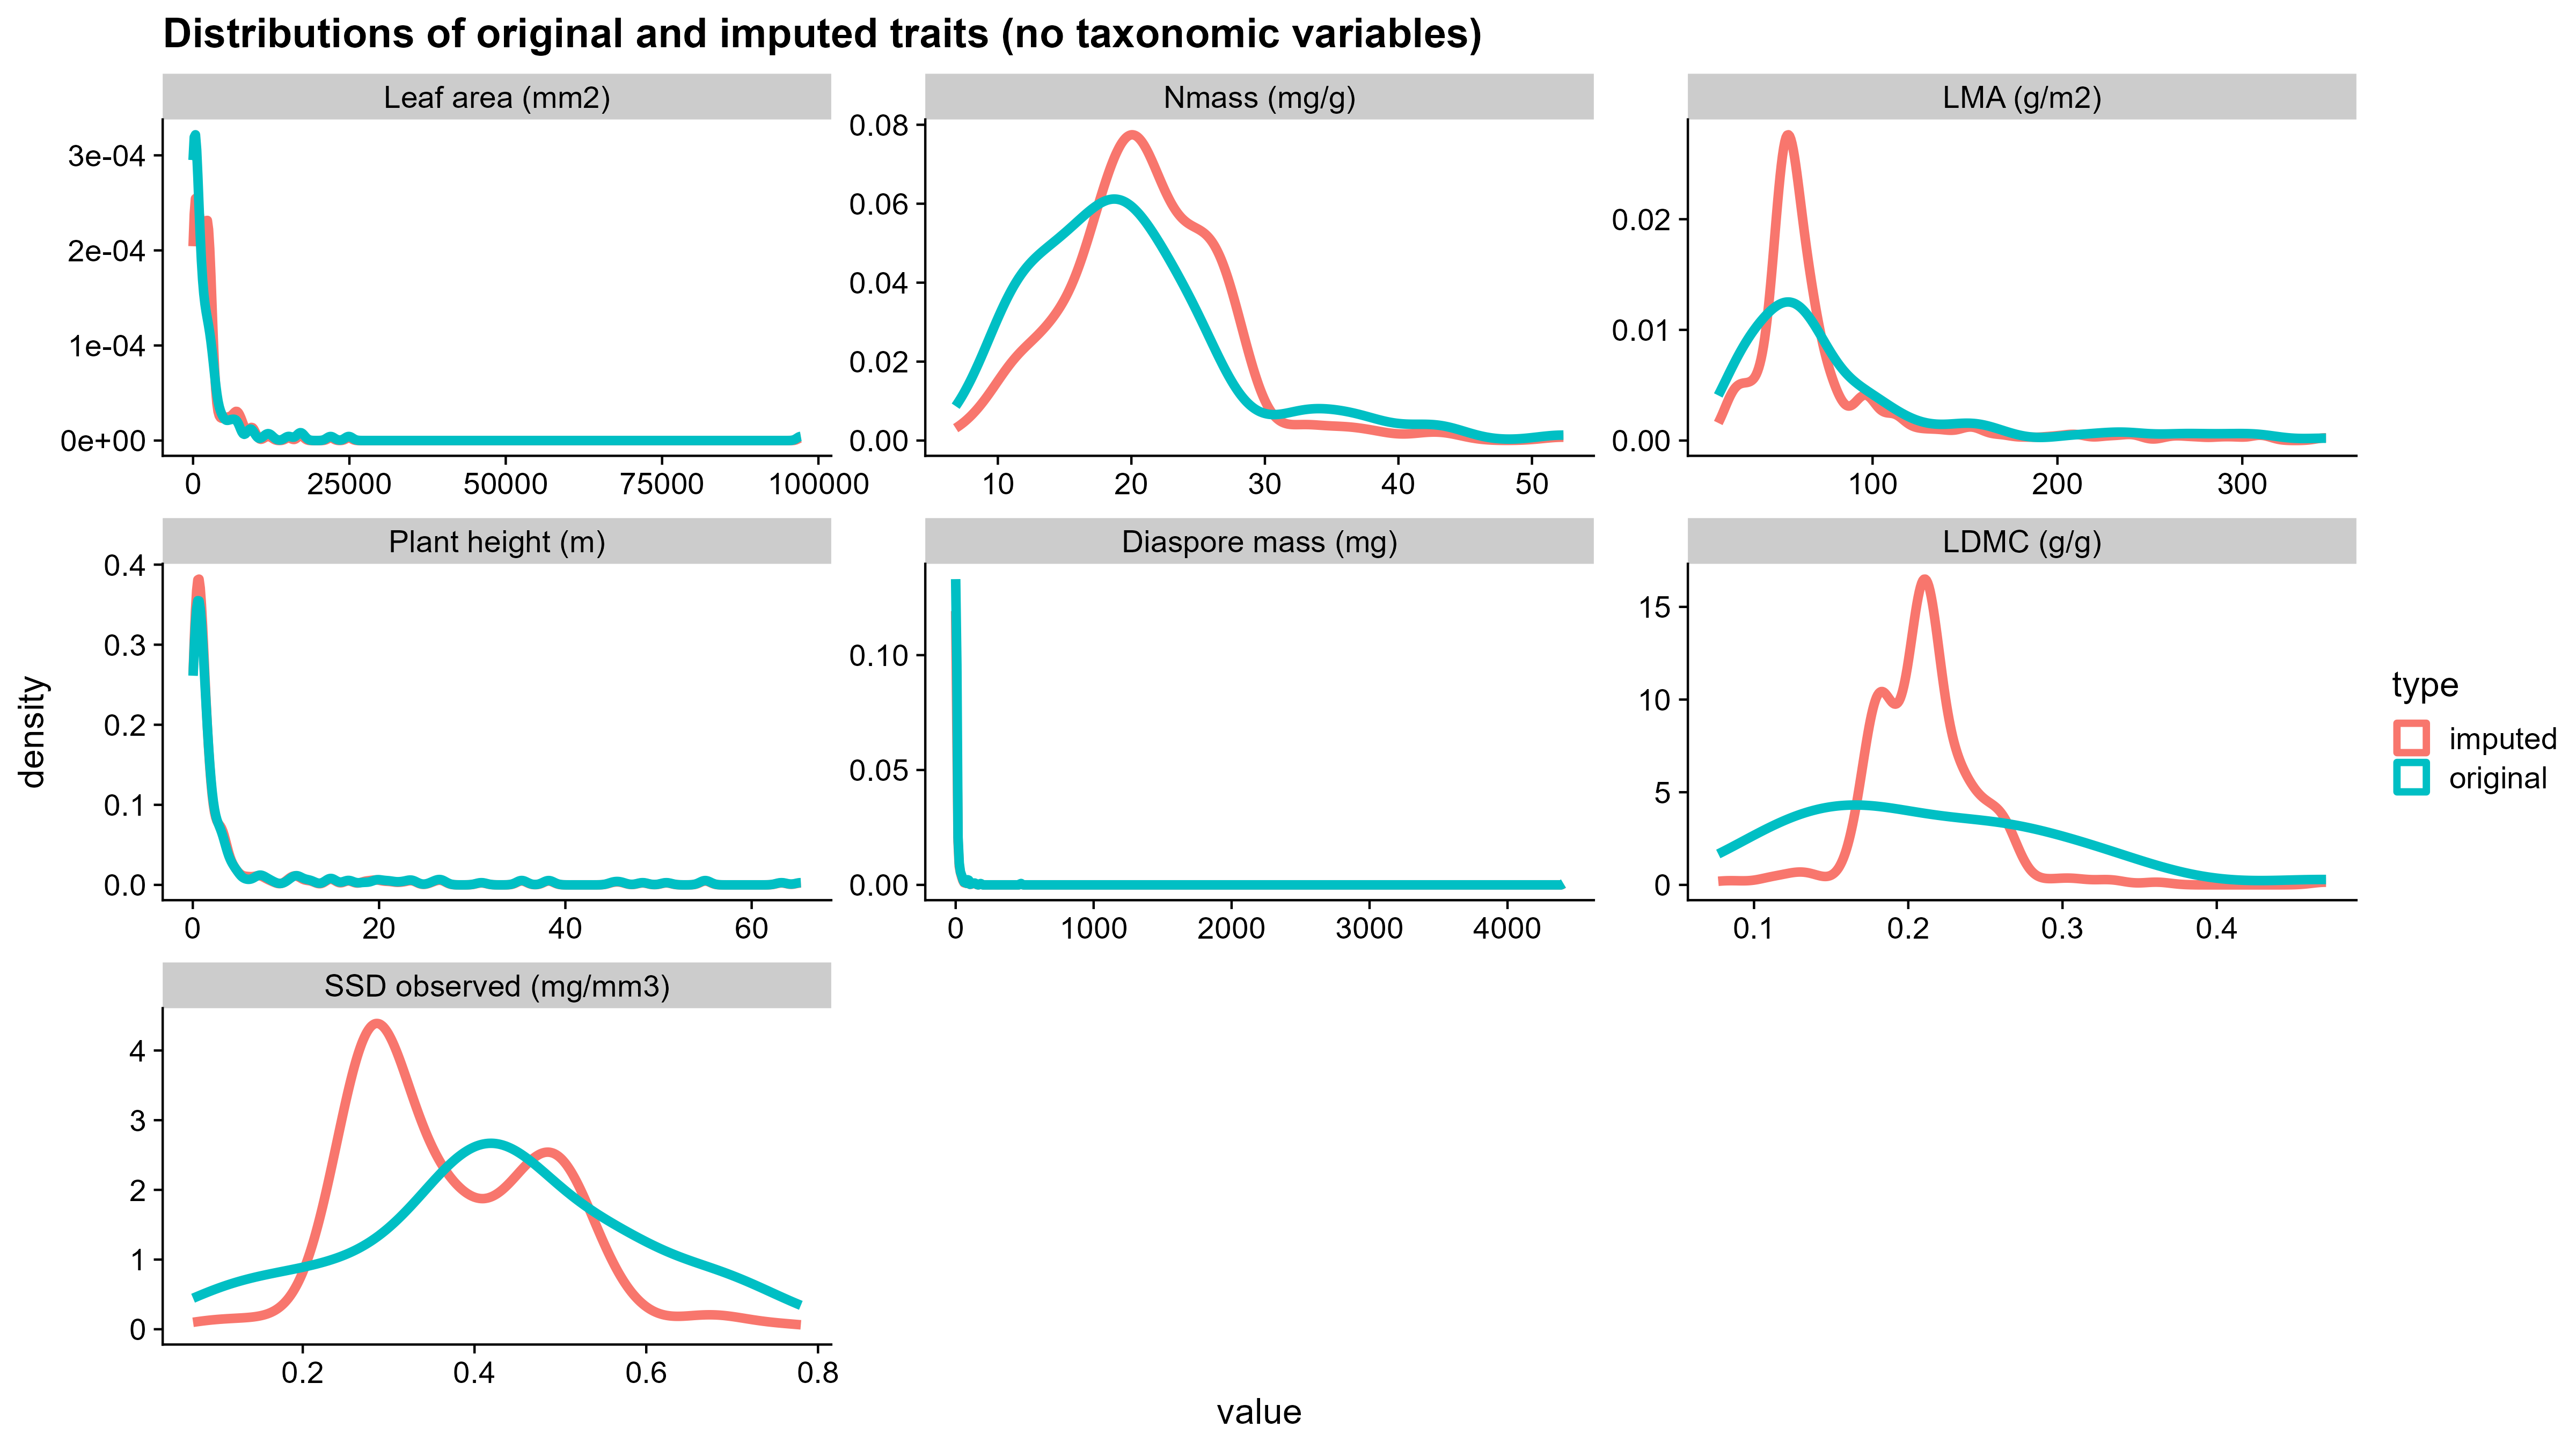 Distributions of original and imputed traits (no taxonomic variables)
Leaf area (mm2)
Nmass (mg/g)
LMA (g/m2)
3e-04
2e-04
1e-04
0e+00
0 25000 50000 75000 100000
0.08
0.06
0.04
0.02
0.00
10 20 30 40 50
0.02
0.01
0.00
100 200 300
Plant height (m)
Diaspore mass (mg)
LDMC (g/g)
0.4
0.3
0.2
0.1
0.0
0 20 40 60
0.10
0.05
0.00
0 1000 2000 3000 4000
15
10
5
0
0.1 0.2 0.3 0.4
SSD observed (mg/mm3)
4
3
2
1
0
0.2 0.4 0.6 0.8
density
value
type
imputed
original